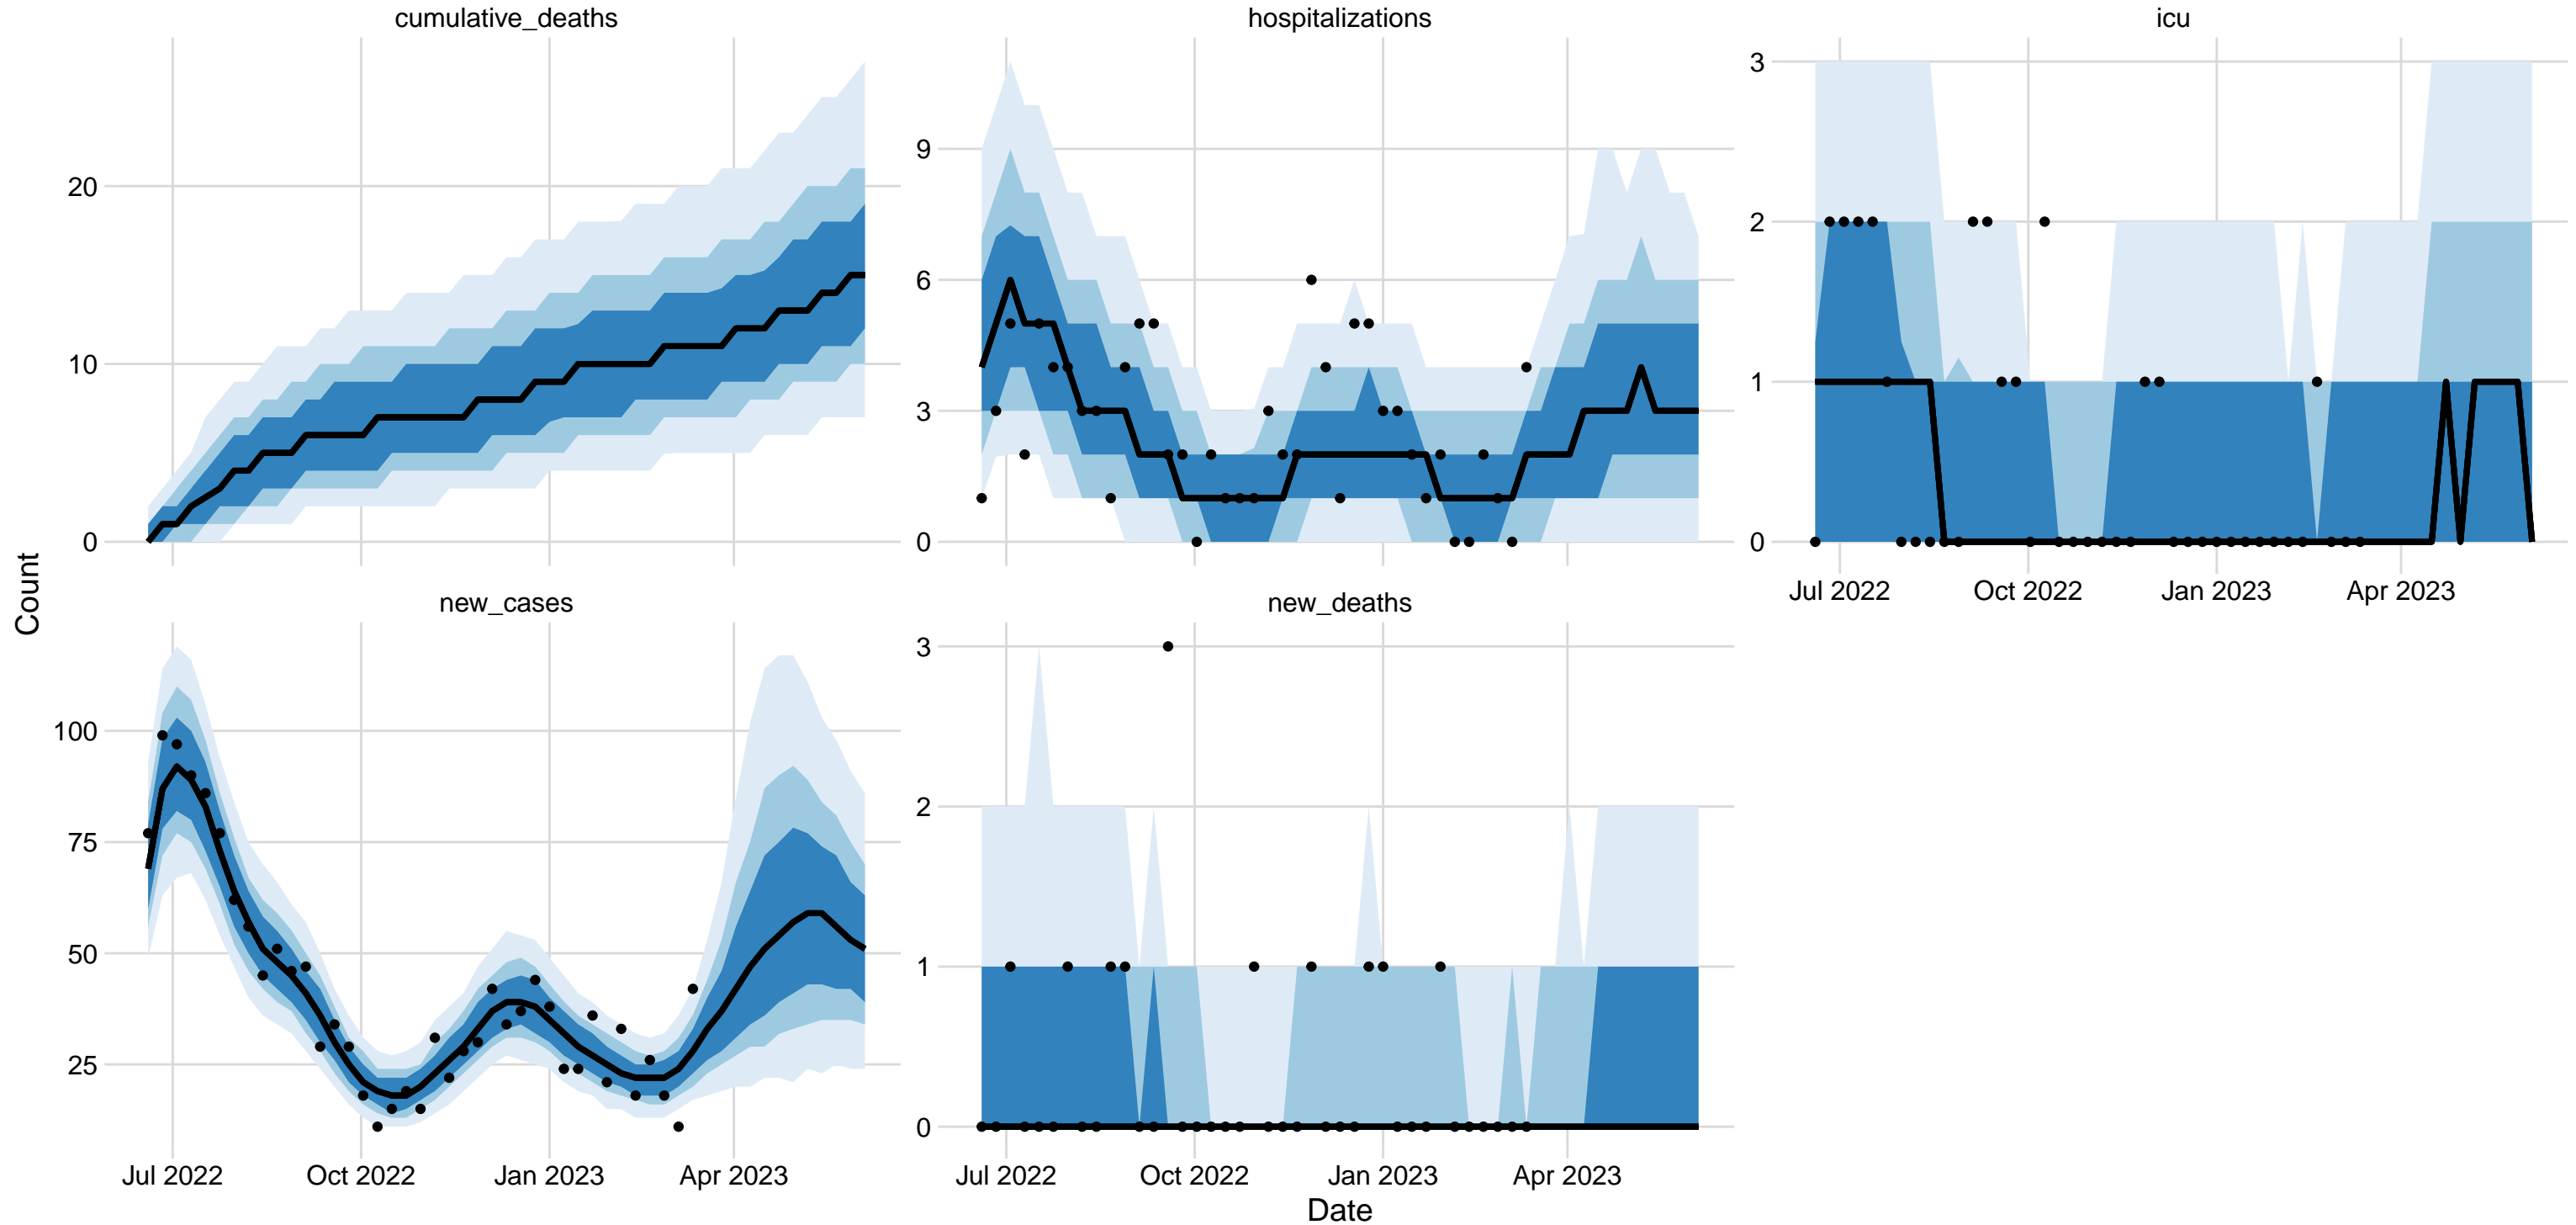 cumulative_deaths
hospitalizations
icu
20
10
0
9
6
3
0
3
2
1
0
Jul 2022 Oct 2022 Jan 2023 Apr 2023
Count
new_cases
new_deaths
100
75
50
25
3
2
1
0
Jul 2022 Oct 2022 Jan 2023 Apr 2023
Jul 2022 Oct 2022 Jan 2023 Apr 2023
Date